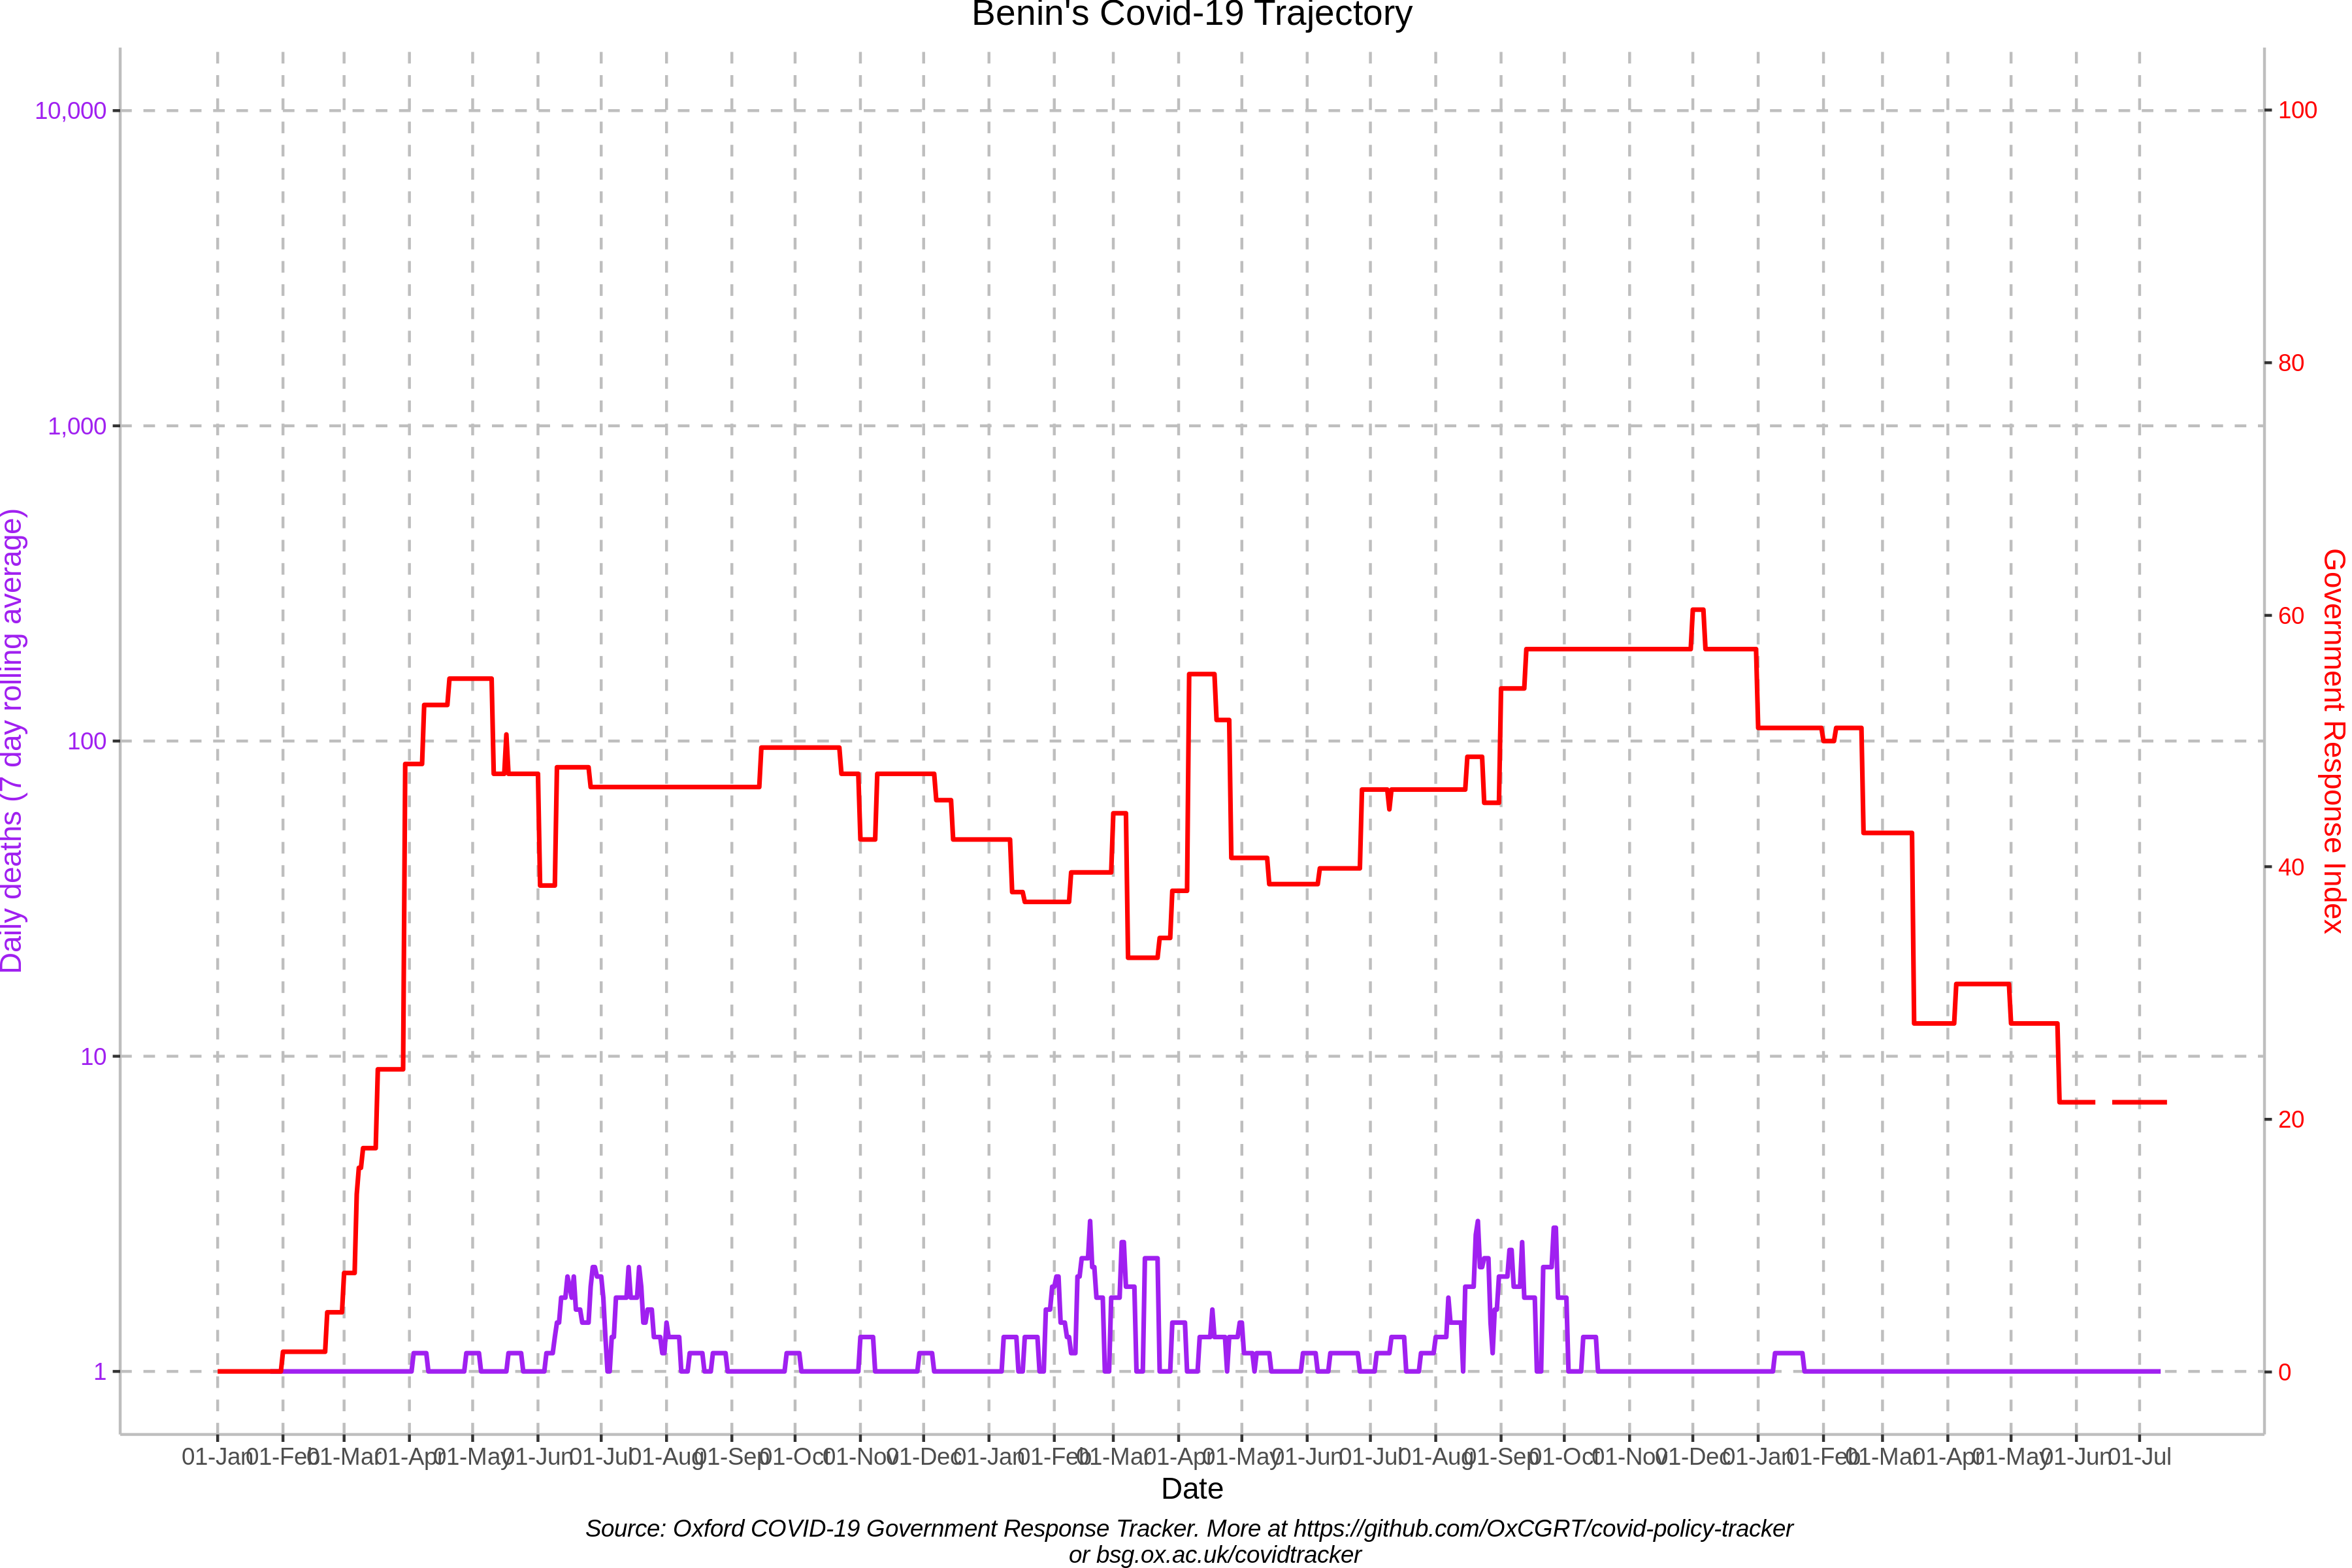 Benin's Covid-19 Trajectory
10,000
1,000
100
10
1
Daily deaths (7 day rolling average)
100
80
60
40
20
0
Government Response Index
01-Jan 01-Feb 01-Mar 01-Apr 01-May 01-Jun 01-Jul 01-Aug 01-Sep 01-Oct 01-Nov 01-Dec 01-Jan 01-Feb 01-Mar 01-Apr 01-May 01-Jun 01-Jul 01-Aug 01-Sep 01-Oct 01-Nov 01-Dec 01-Jan 01-Feb 01-Mar 01-Apr 01-May 01-Jun 01-Jul
Date
Source: Oxford COVID-19 Government Response Tracker. More at https://github.com/OxCGRT/covid-policy-tracker
or bsg.ox.ac.uk/covidtracker